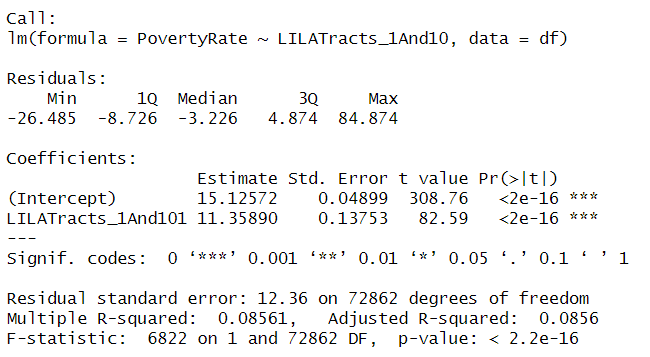 Call:
lm(formula = PovertyRate ~ LILATracts_1And10, data = df)
Residuals:
    Min      1Q  Median      3Q     Max
-26.485  -8.726  -3.226   4.874  84.874
Coefficients:
                   Estimate Std. Error t value Pr(>|t|)
(Intercept)        15.12572    0.04899  308.76   <2e-16 ***
LILATracts_1And101 11.35890    0.13753   82.59   <2e-16 ***
---
Signif. codes:  0 ‘***’ 0.001 ‘**’ 0.01 ‘*’ 0.05 ‘.’ 0.1 ‘ ’ 1
Residual standard error: 12.36 on 72862 degrees of freedom
Multiple R-squared:  0.08561,   Adjusted R-squared:  0.0856
F-statistic:  6822 on 1 and 72862 DF,  p-value: < 2.2e-16